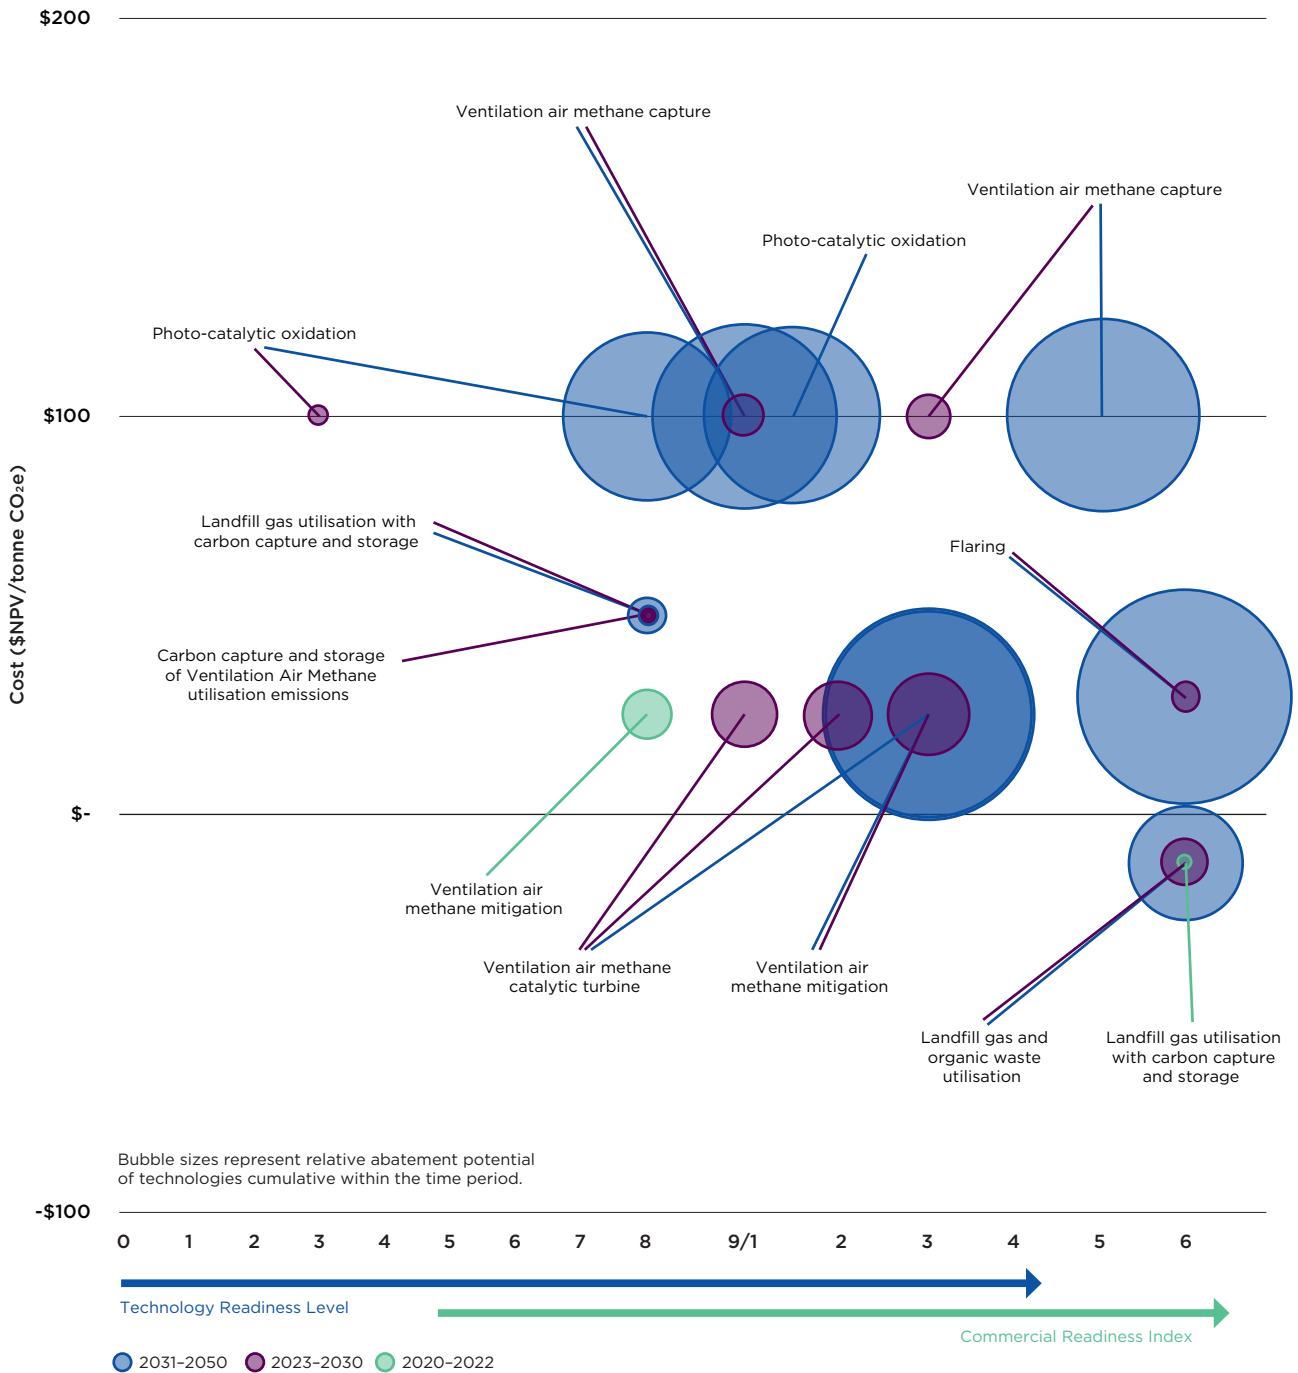 $200
Ventilation air methane capture
Ventilation air methane capture
Photo-catalytic oxidation
Photo-catalytic oxidation
$100
Cost ($NPV/tonne CO₂e)
Landfill gas utilisation with
carbon capture and storage
Flaring
Carbon capture and storage
of Ventilation Air Methane
utilisation emissions
$-
Ventilation air
methane mitigation
Ventilation air methane
catalytic turbine
Ventilation air
methane mitigation
Landfill gas and
organic waste
utilisation
Landfill gas utilisation
with carbon capture
and storage
Bubble sizes represent relative abatement potential
of technologies cumulative within the time period.
-$100
0 1 2 3 4 5 6 7 8 9/1 2 3 4 5 6
Technology Readiness Level
Commercial Readiness Index
2031–2050 2023–2030 2020–2022